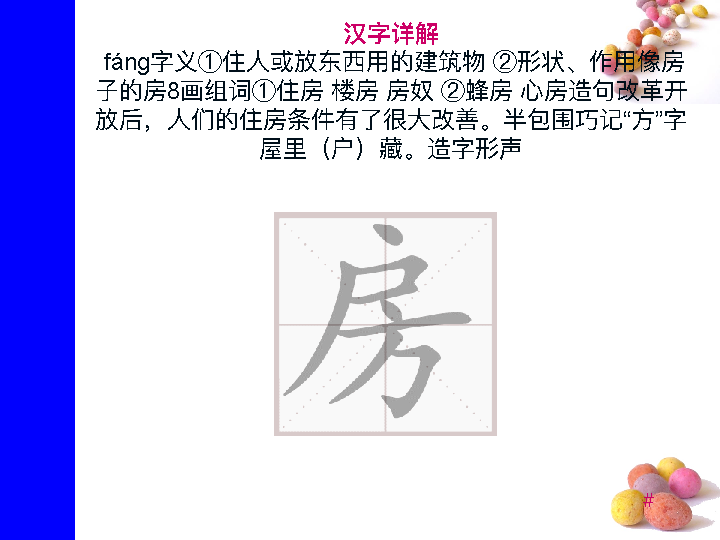 汉字详解
fáng字义①住人或放东西用的建筑物 ②形状、作用像房
子的房8画组词①住房 楼房 房奴 ②蜂房 心房造句改革开
放后，人们的住房条件有了很大改善。半包围巧记“方”字
屋里（户）藏。造字形声
房
#